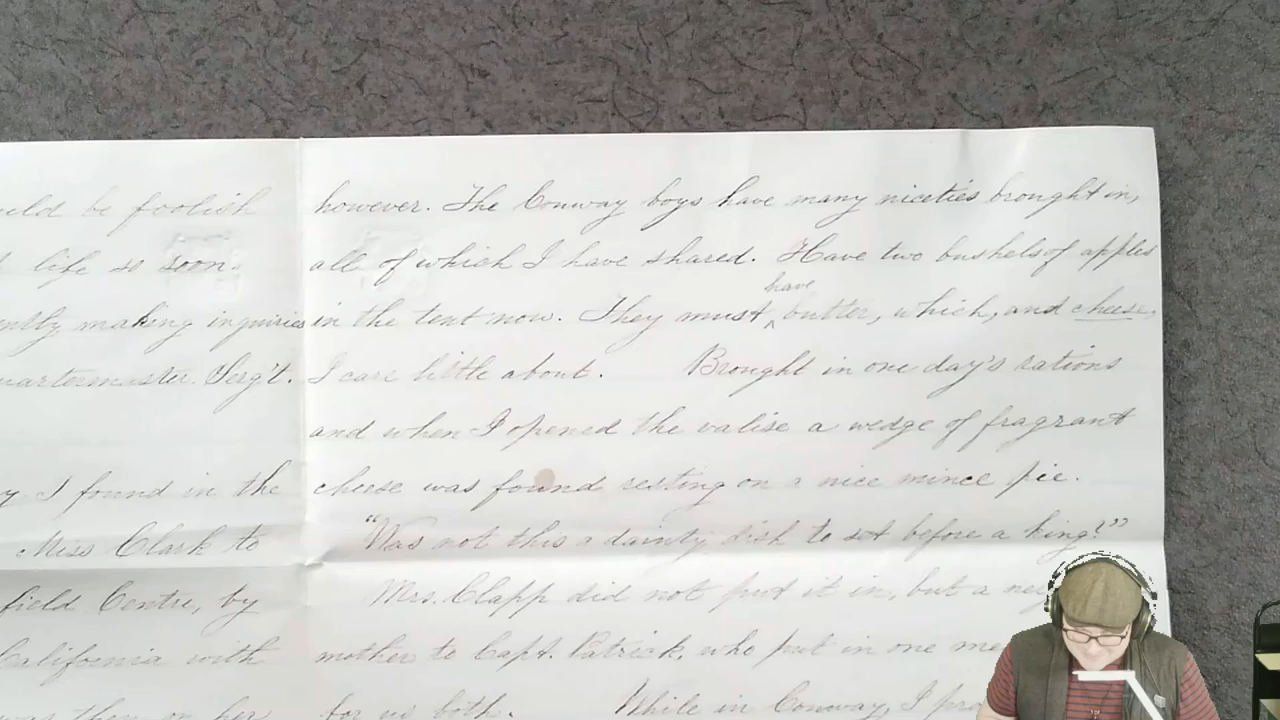 be foolish
life so soon.
making inquiries
Serg't.
I found in the
Miss Clark to
field Centre, by
California with
however. The Conway boys have many niceties brought in,
all of which I have shared. Have two bushels of apples
in the tent now. They must have butter, which, and cheese,
I care little about. Brought in one day's rations
and when I opened the valise a wedge of fragrant
cheese was found resting on a nice mince pie.
"Was not this a dainty dish to set before a king?"
Mrs. Clapp did not put it in, but a
mother to Capt. Patrick, who put in one
for us both. While in Conway, I